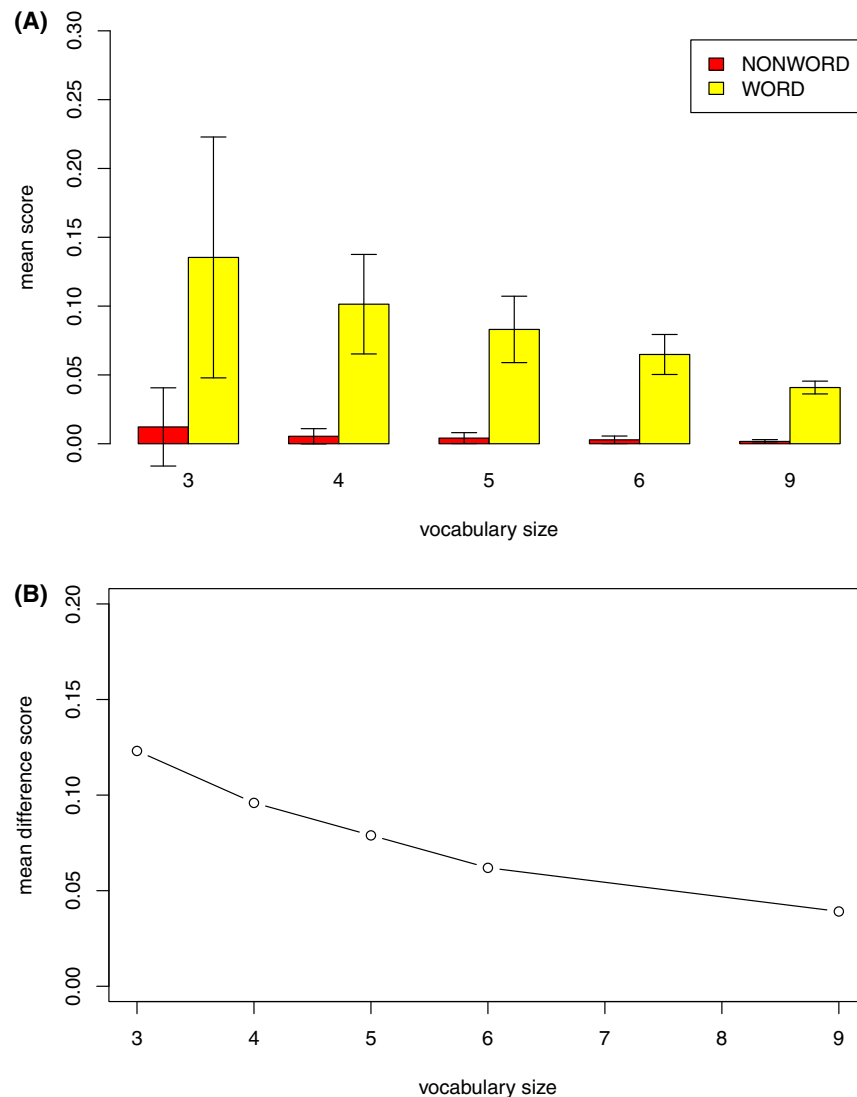 (A)
0.30
0.25
0.20
0.15
0.10
0.05
0.00
mean score
NONWORD
WORD
3 4 5 6 9
vocabulary size
(B)
0.20
0.15
0.10
0.05
0.00
mean difference score
3 4 5 6 7 8 9
vocabulary size